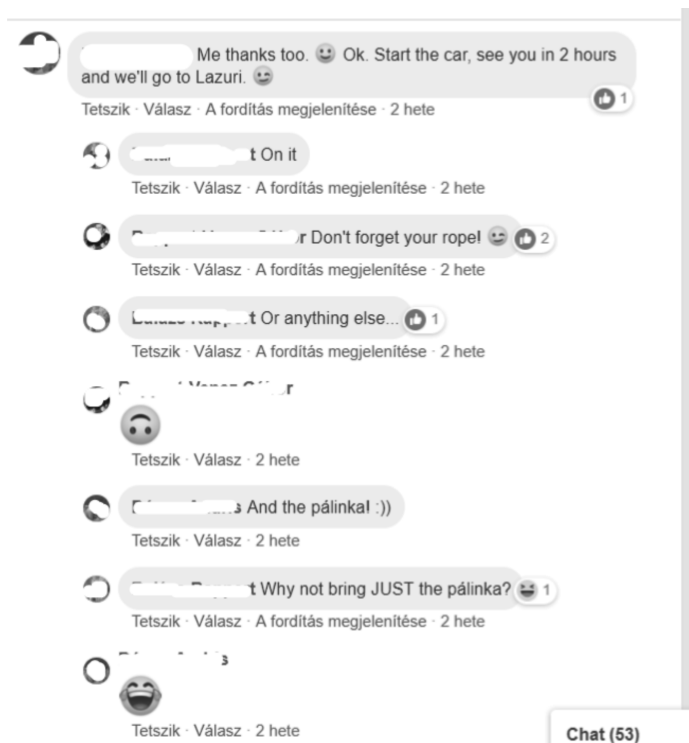 Me thanks too. Ok. Start the car, see you in 2 hours
and we'll go to Lazuri.
1
Tetszik · Válasz · A fordítás megjelenítése · 2 hete
On it
Tetszik · Válasz · A fordítás megjelenítése · 2 hete
Don't forget your rope! 2
Tetszik · Válasz · A fordítás megjelenítése · 2 hete
Or anything else... 1
Tetszik · Válasz · A fordítás megjelenítése · 2 hete
Tetszik · Válasz · 2 hete
And the pálinka! :))
Tetszik · Válasz · 2 hete
Why not bring JUST the pálinka? 1
Tetszik · Válasz · A fordítás megjelenítése · 2 hete
Tetszik · Válasz · 2 hete
Chat (53)